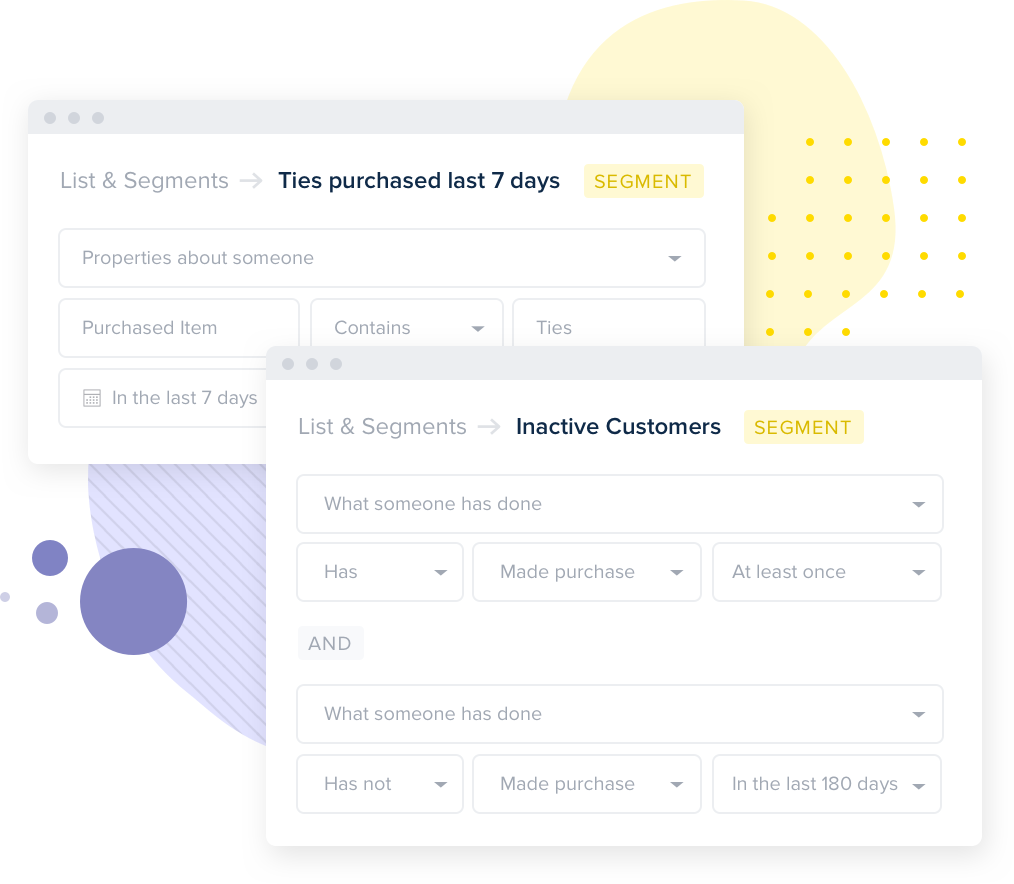 List & Segments → Ties purchased last 7 days SEGMENT
Properties about someone
Purchased Item Contains Ties
In the last 7 days
List & Segments → Inactive Customers SEGMENT
What someone has done
Has Made purchase At least once
AND
What someone has done
Has not Made purchase In the last 180 days